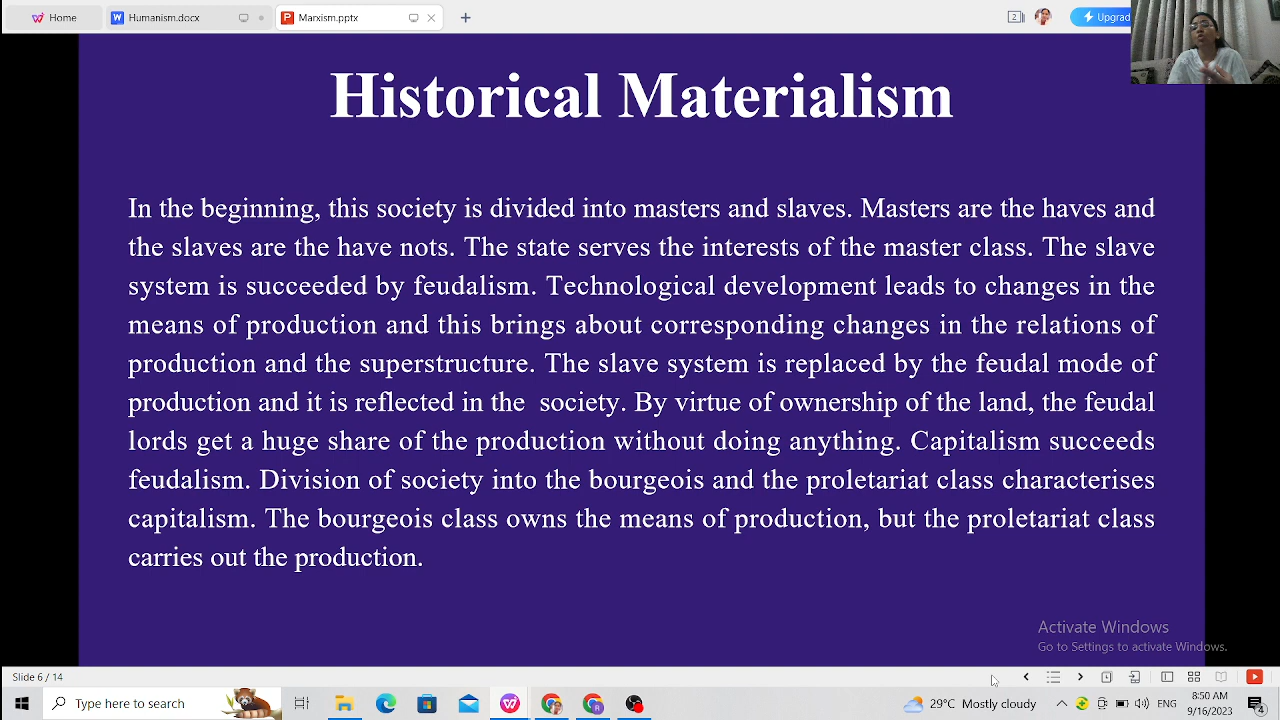 Home
Humanism.docx
Marxism.pptx
2
Upgrad
Historical Materialism
In the beginning, this society is divided into masters and slaves. Masters are the haves and
the slaves are the have nots. The state serves the interests of the master class. The slave
system is succeeded by feudalism. Technological development leads to changes in the
means of production and this brings about corresponding changes in the relations of
production and the superstructure. The slave system is replaced by the feudal mode of
production and it is reflected in the society. By virtue of ownership of the land, the feudal
lords get a huge share of the production without doing anything. Capitalism succeeds
feudalism. Division of society into the bourgeois and the proletariat class characterises
capitalism. The bourgeois class owns the means of production, but the proletariat class
carries out the production.
Activate Windows
Go to Settings to activate Windows.
Slide 6 / 14
Type here to search
29°C Mostly cloudy
ENG
8:50 AM
9/16/2023
4